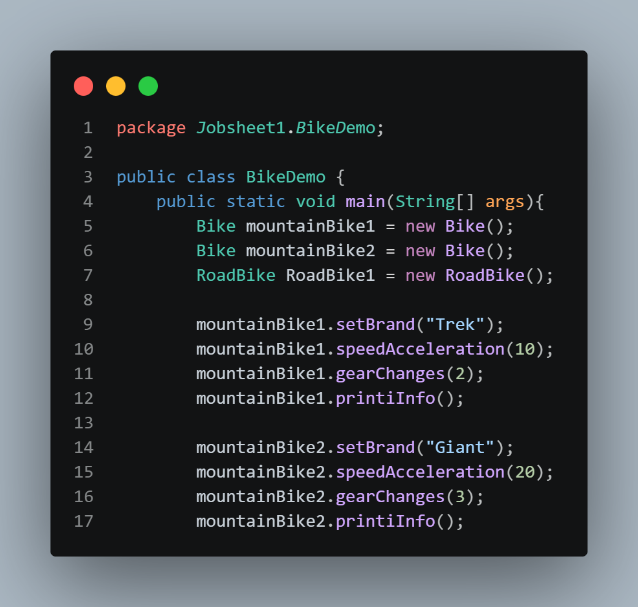 1 package Jobsheet1.BikeDemo;
2
3 public class BikeDemo {
4     public static void main(String[] args){
5         Bike mountainBike1 = new Bike();
6         Bike mountainBike2 = new Bike();
7         RoadBike RoadBike1 = new RoadBike();
8
9         mountainBike1.setBrand("Trek");
10         mountainBike1.speedAcceleration(10);
11         mountainBike1.gearChanges(2);
12         mountainBike1.printiInfo();
13
14         mountainBike2.setBrand("Giant");
15         mountainBike2.speedAcceleration(20);
16         mountainBike2.gearChanges(3);
17         mountainBike2.printiInfo();